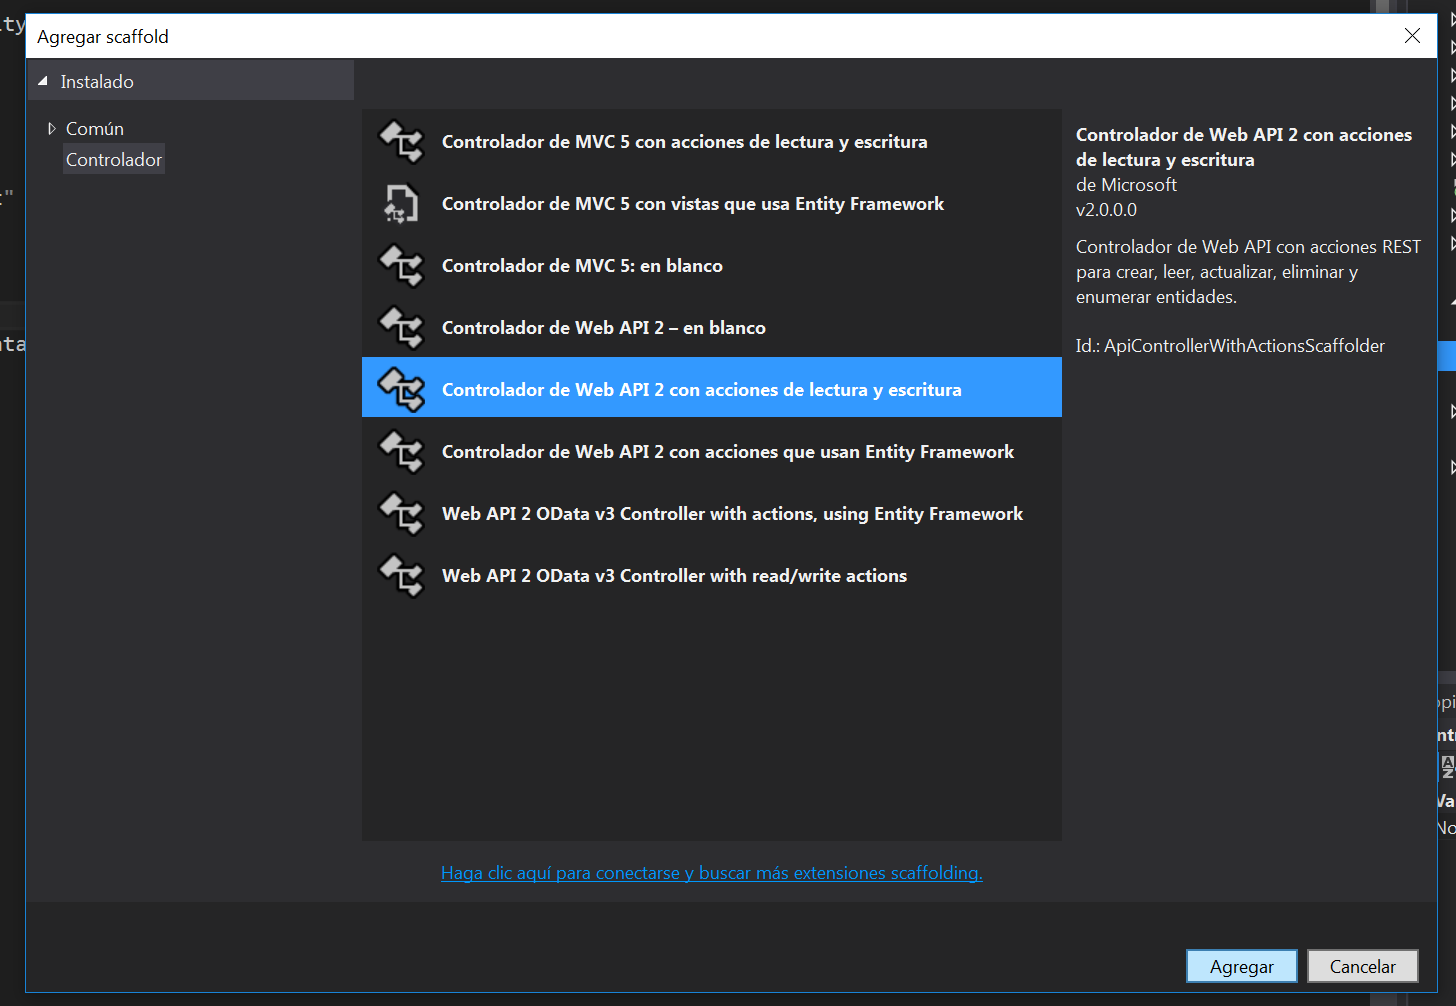 Agregar scaffold
Instalado
Común
Controlador
Controlador de MVC 5 con acciones de lectura y escritura
Controlador de MVC 5 con vistas que usa Entity Framework
Controlador de MVC 5: en blanco
Controlador de Web API 2 – en blanco
Controlador de Web API 2 con acciones de lectura y escritura
Controlador de Web API 2 con acciones que usan Entity Framework
Web API 2 OData v3 Controller with actions, using Entity Framework
Web API 2 OData v3 Controller with read/write actions
Haga clic aquí para conectarse y buscar más extensiones scaffolding.
Controlador de Web API 2 con acciones
de lectura y escritura
de Microsoft
v2.0.0.0
Controlador de Web API con acciones REST
para crear, leer, actualizar, eliminar y
enumerar entidades.
Id.: ApiControllerWithActionsScaffolder
Agregar
Cancelar